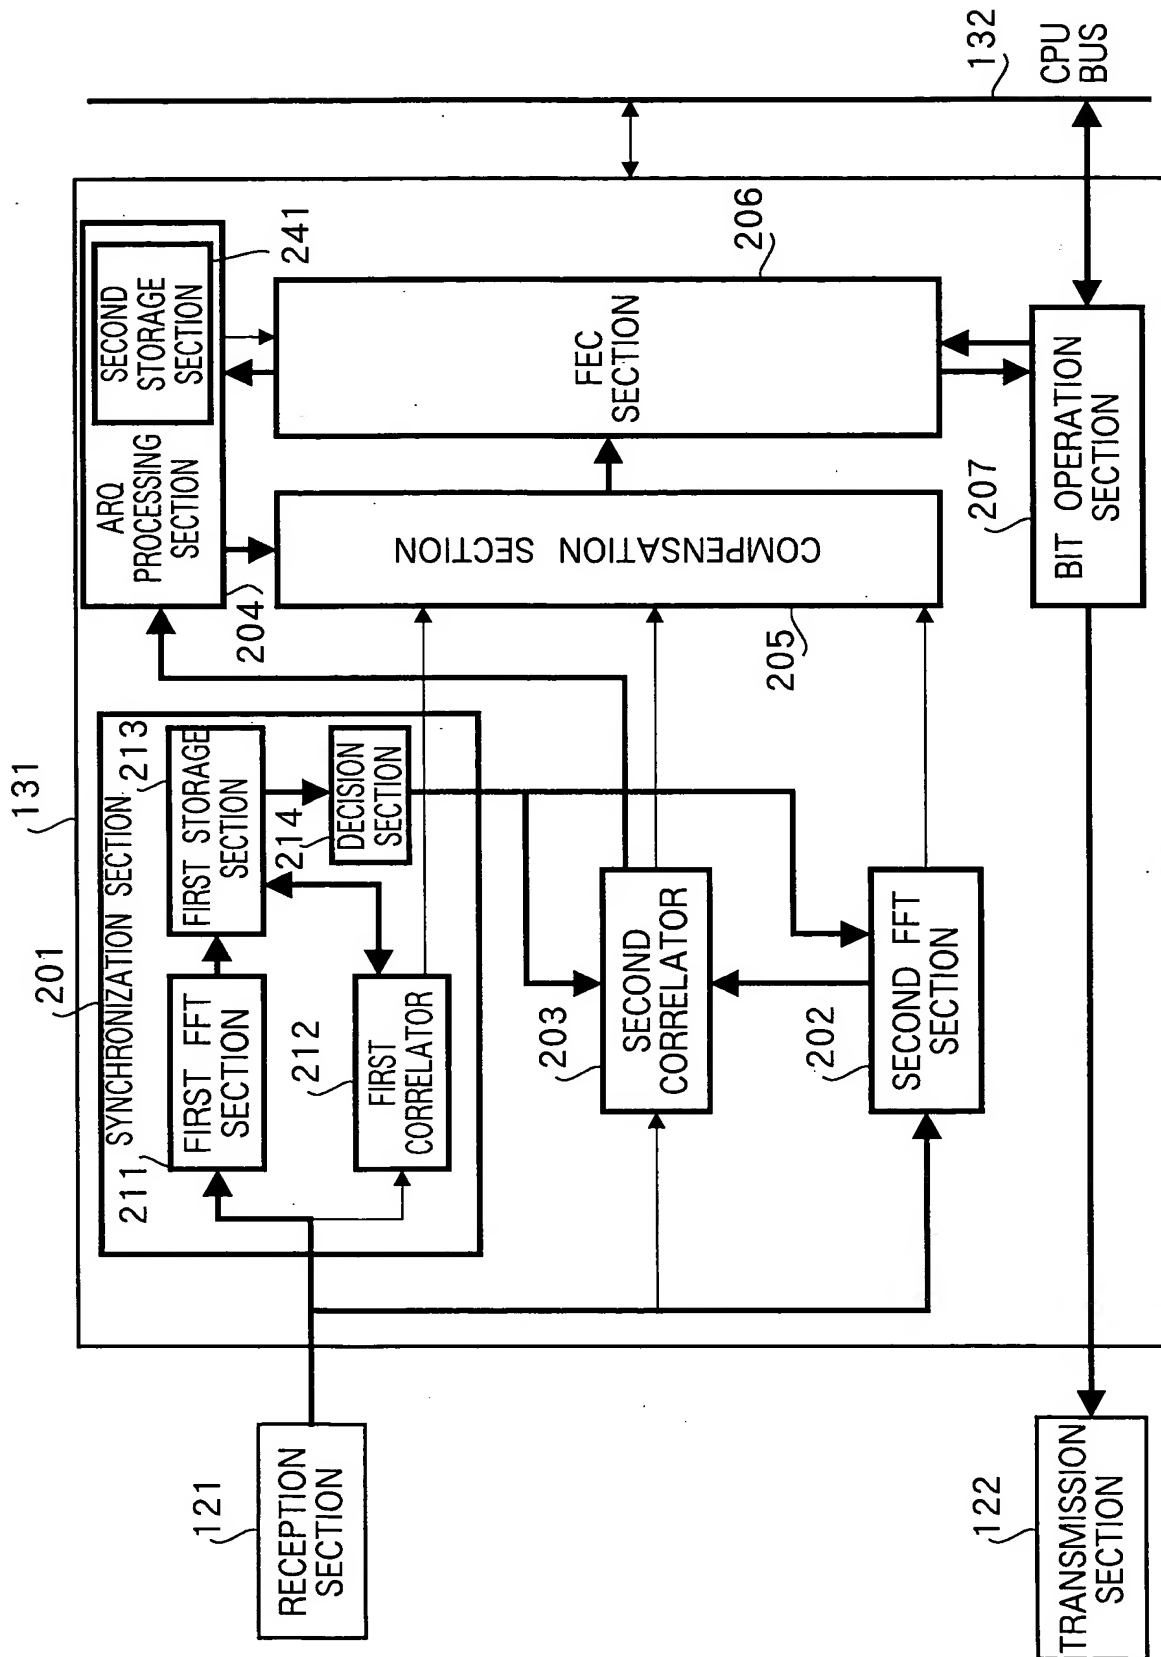 131
132
CPU
BUS
201
SYNCHRONIZATION SECTION
211
FIRST FFT
SECTION
213
FIRST STORAGE
SECTION
212
FIRST
CORRELATOR
214
DECISION
SECTION
204
ARQ
PROCESSING
SECTION
SECOND
STORAGE
SECTION
241
121
RECEPTION
SECTION
203
SECOND
CORRELATOR
202
SECOND FFT
SECTION
205
COMPENSATION SECTION
206
FEC
SECTION
207
BIT OPERATION
SECTION
122
TRANSMISSION
SECTION